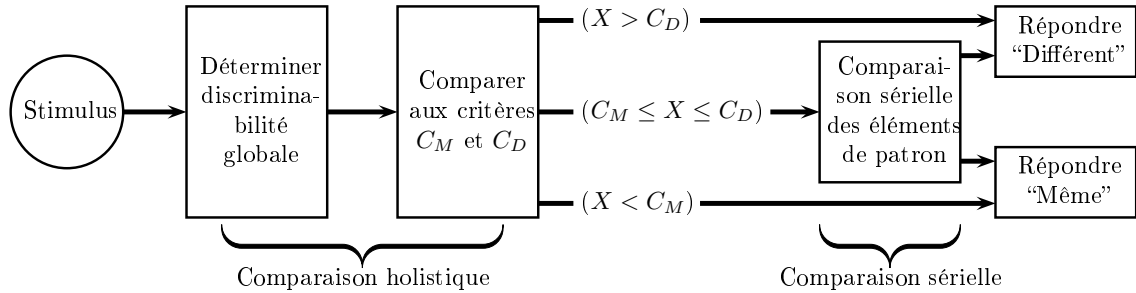 Stimulus
Déterminer
discrimina-
bilité
globale
Comparer
aux critères
C_M et C_D
(X > C_D)
(C_M ≤ X ≤ C_D)
(X < C_M)
Comparai-
son sérielle
des éléments
de patron
Répondre
“Différent”
Répondre
“Même”
Comparaison holistique
Comparaison sérielle